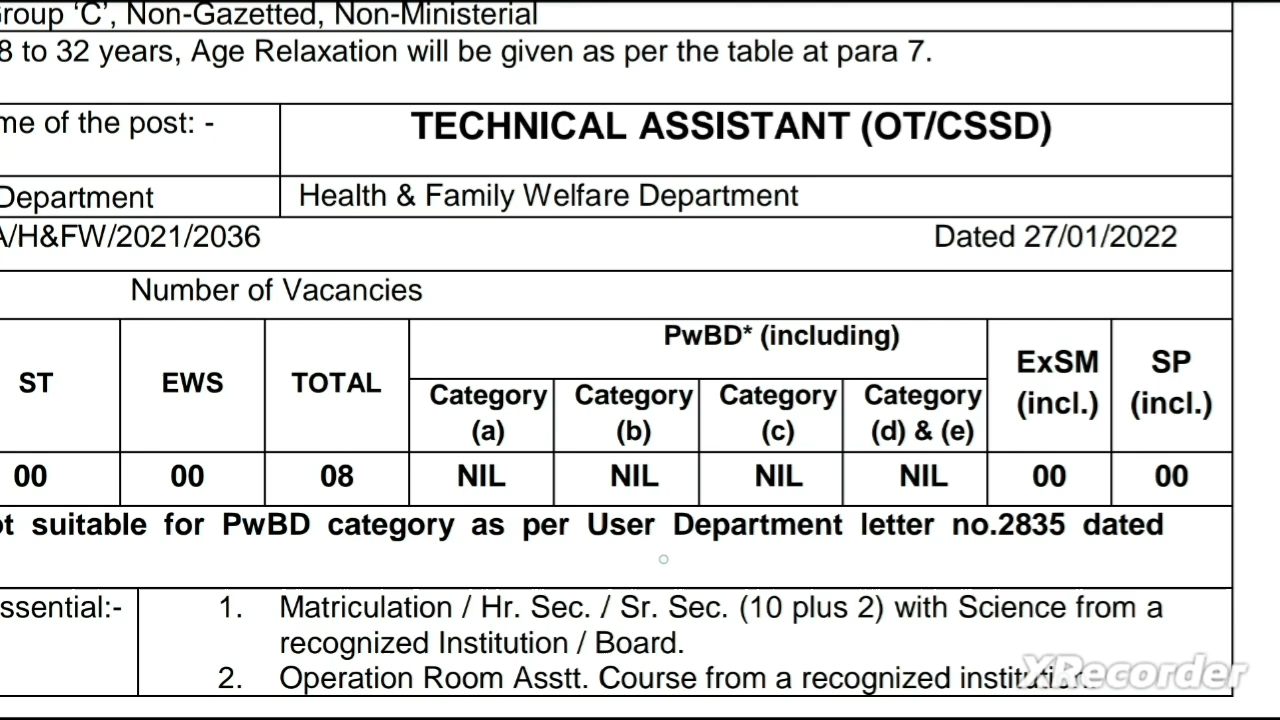 Group ‘C’, Non-Gazetted, Non-Ministerial
8 to 32 years, Age Relaxation will be given as per the table at para 7.
me of the post: - TECHNICAL ASSISTANT (OT/CSSD)
Department Health & Family Welfare Department
A/H&FW/2021/2036 Dated 27/01/2022
Number of Vacancies
ST EWS TOTAL PwBD* (including) ExSM (incl.) SP (incl.)
Category (a) Category (b) Category (c) Category (d) & (e)
00 00 08 NIL NIL NIL NIL 00 00
ot suitable for PwBD category as per User Department letter no.2835 dated
ssential:- 1. Matriculation / Hr. Sec. / Sr. Sec. (10 plus 2) with Science from a
recognized Institution / Board.
2. Operation Room Asstt. Course from a recognized institution.
XRecorder